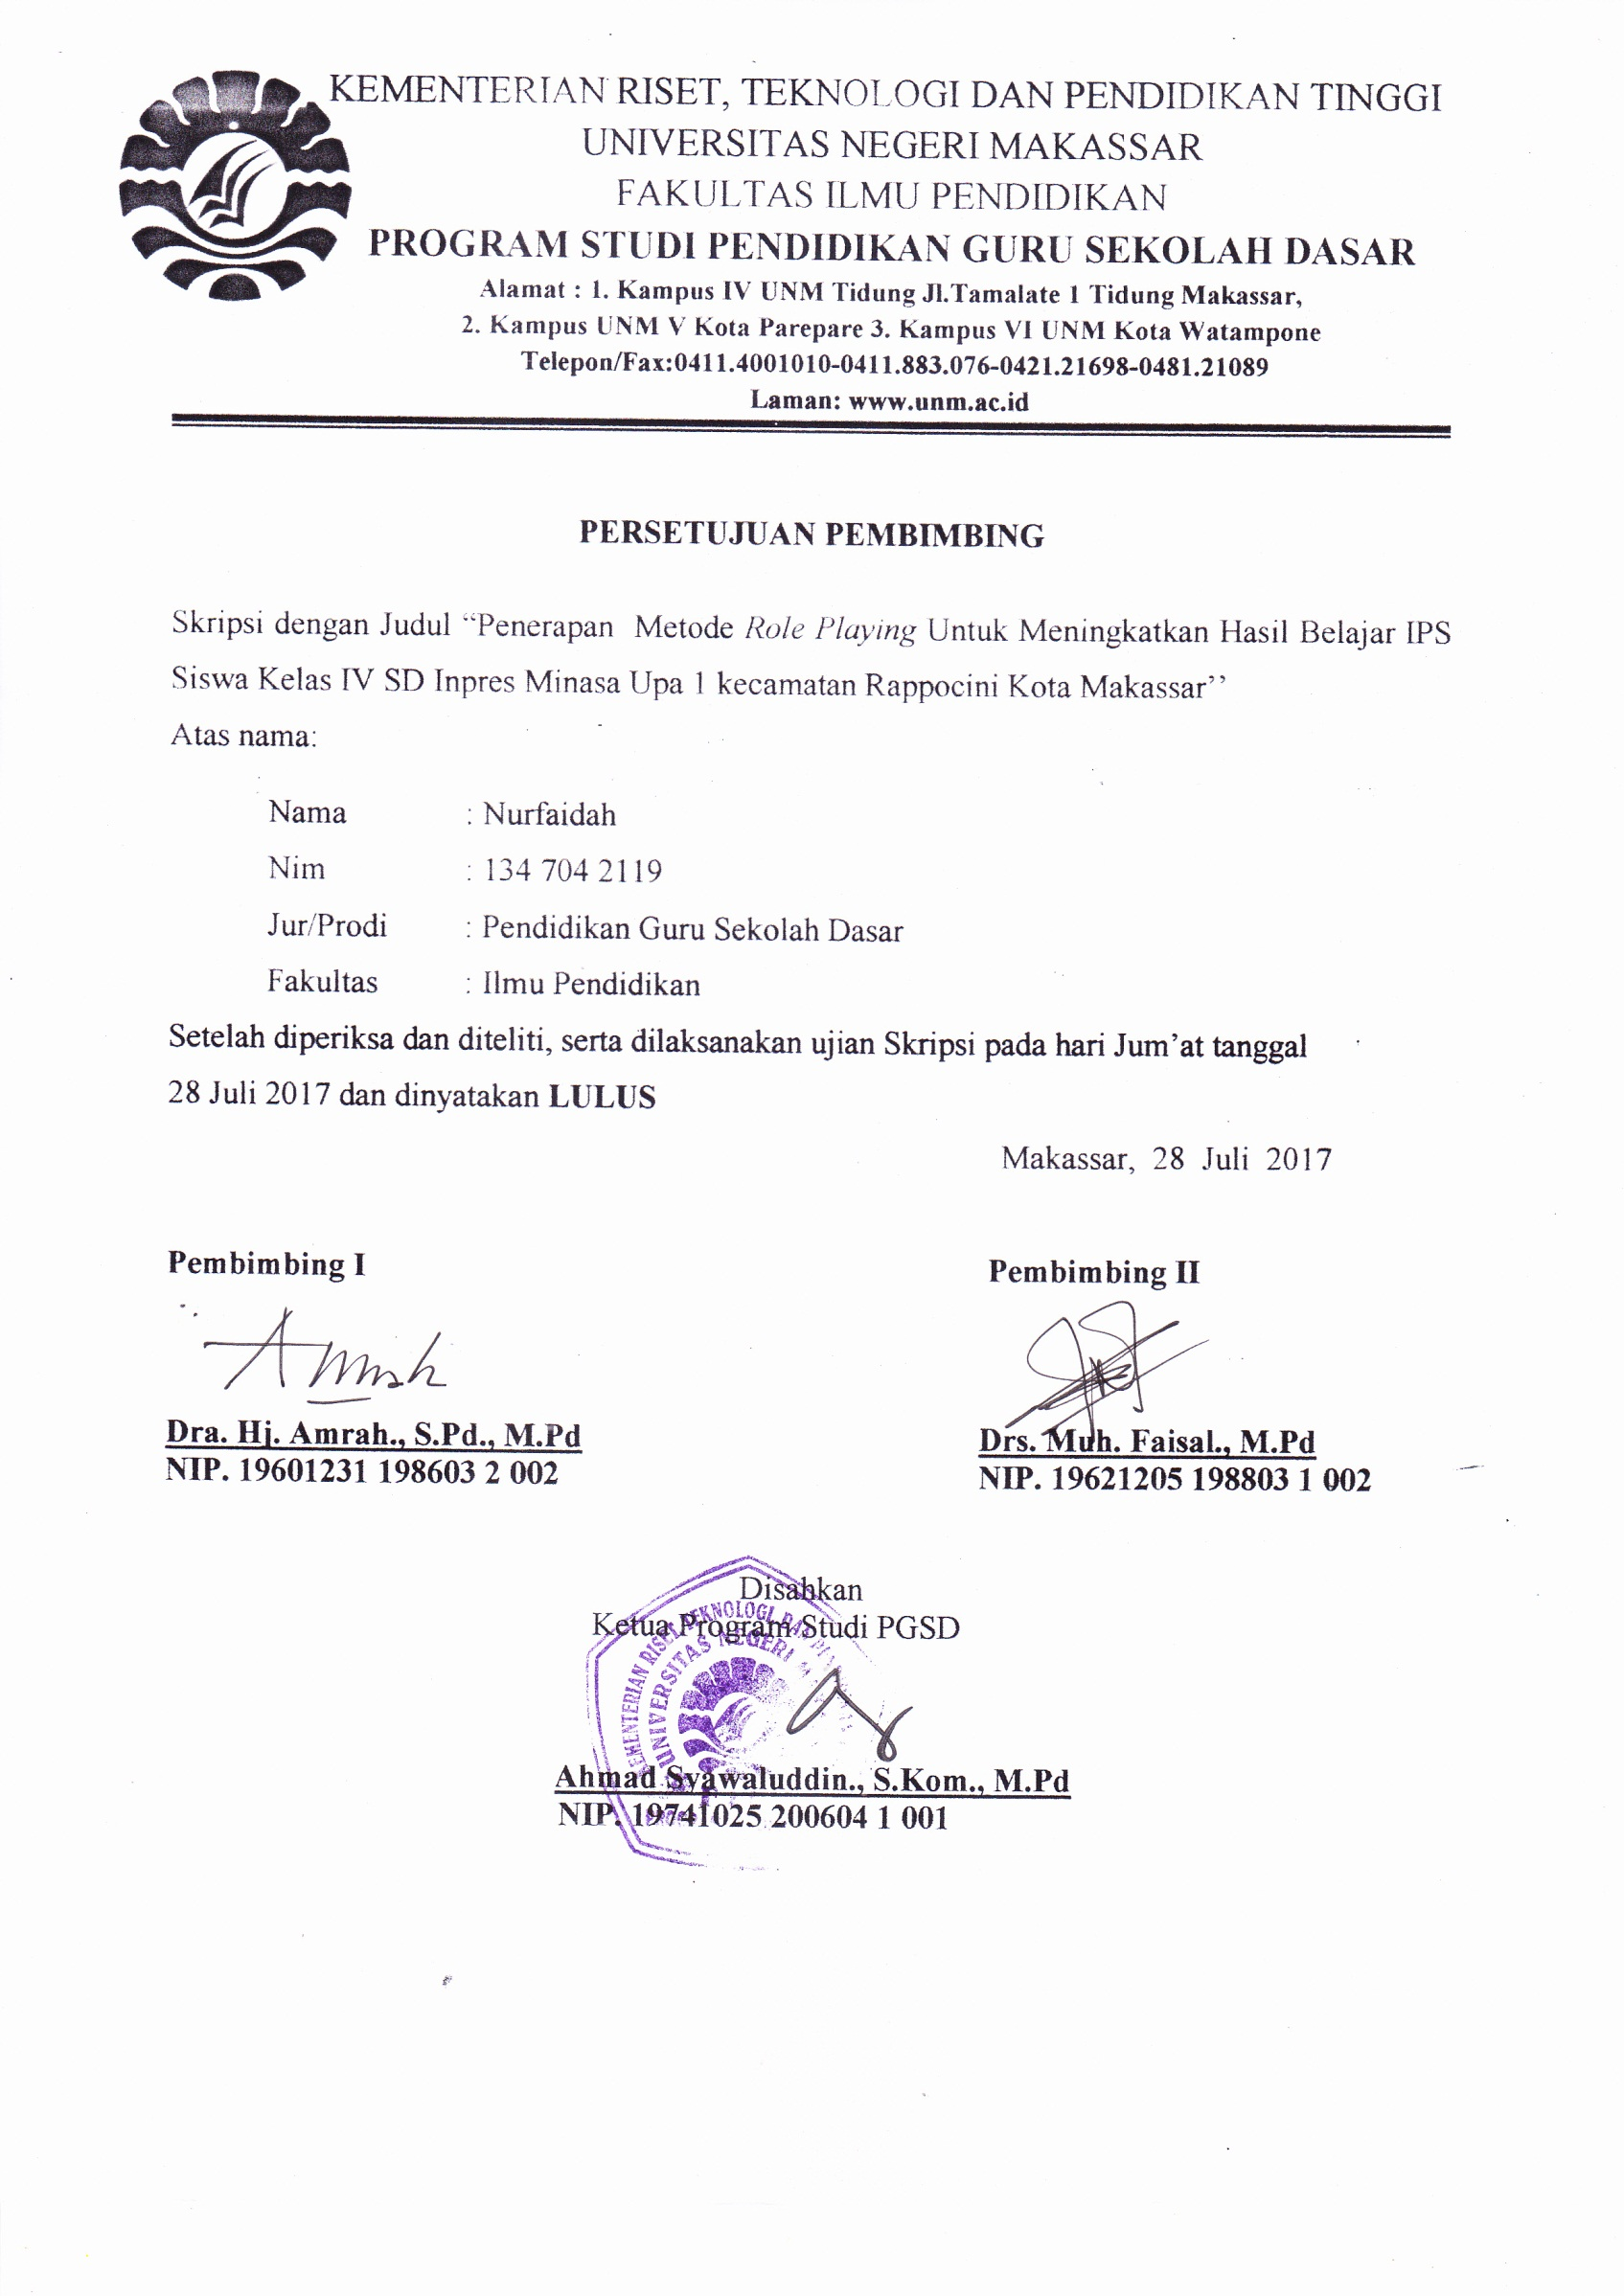 KEMENTERIAN RISET, TEKNOLOGI DAN PENDIDIKAN TINGGI
UNIVERSITAS NEGERI MAKASSAR
FAKULTAS ILMU PENDIDIKAN
PROGRAM STUDI PENDIDIKAN GURU SEKOLAH DASAR
Alamat : 1. Kampus IV UNM Tidung Jl.Tamalate 1 Tidung Makassar,
2. Kampus UNM V Kota Parepare 3. Kampus VI UNM Kota Watampone
Telepon/Fax:0411.4001010-0411.883.076-0421.21698-0481.21089
Laman: www.unm.ac.id
PERSETUJUAN PEMBIMBING
Skripsi dengan Judul “Penerapan Metode Role Playing Untuk Meningkatkan Hasil Belajar IPS
Siswa Kelas IV SD Inpres Minasa Upa 1 kecamatan Rappocini Kota Makassar’’
Atas nama:
Nama : Nurfaidah
Nim : 134 704 2119
Jur/Prodi : Pendidikan Guru Sekolah Dasar
Fakultas : Ilmu Pendidikan
Setelah diperiksa dan diteliti, serta dilaksanakan ujian Skripsi pada hari Jum’at tanggal
28 Juli 2017 dan dinyatakan LULUS
Makassar, 28 Juli 2017
Pembimbing I
Pembimbing II
Amrah
Dra. Hj. Amrah., S.Pd., M.Pd
NIP. 19601231 198603 2 002
Drs. Muh. Faisal., M.Pd
NIP. 19621205 198803 1 002
Disahkan
Ketua Program Studi PGSD
KEMENTERIAN RISET, TEKNOLOGI DAN
UNIVERSITAS NEGERI
Ahmad Syawaluddin., S.Kom., M.Pd
NIP. 19741025 200604 1 001